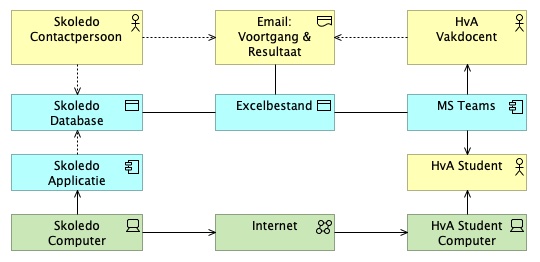 Skoledo
Contactpersoon
Email:
Voortgang &
Resultaat
HvA
Vakdocent
Skoledo
Database
Excelbestand
MS Teams
Skoledo
Applicatie
HvA Student
Skoledo
Computer
Internet
HvA Student
Computer